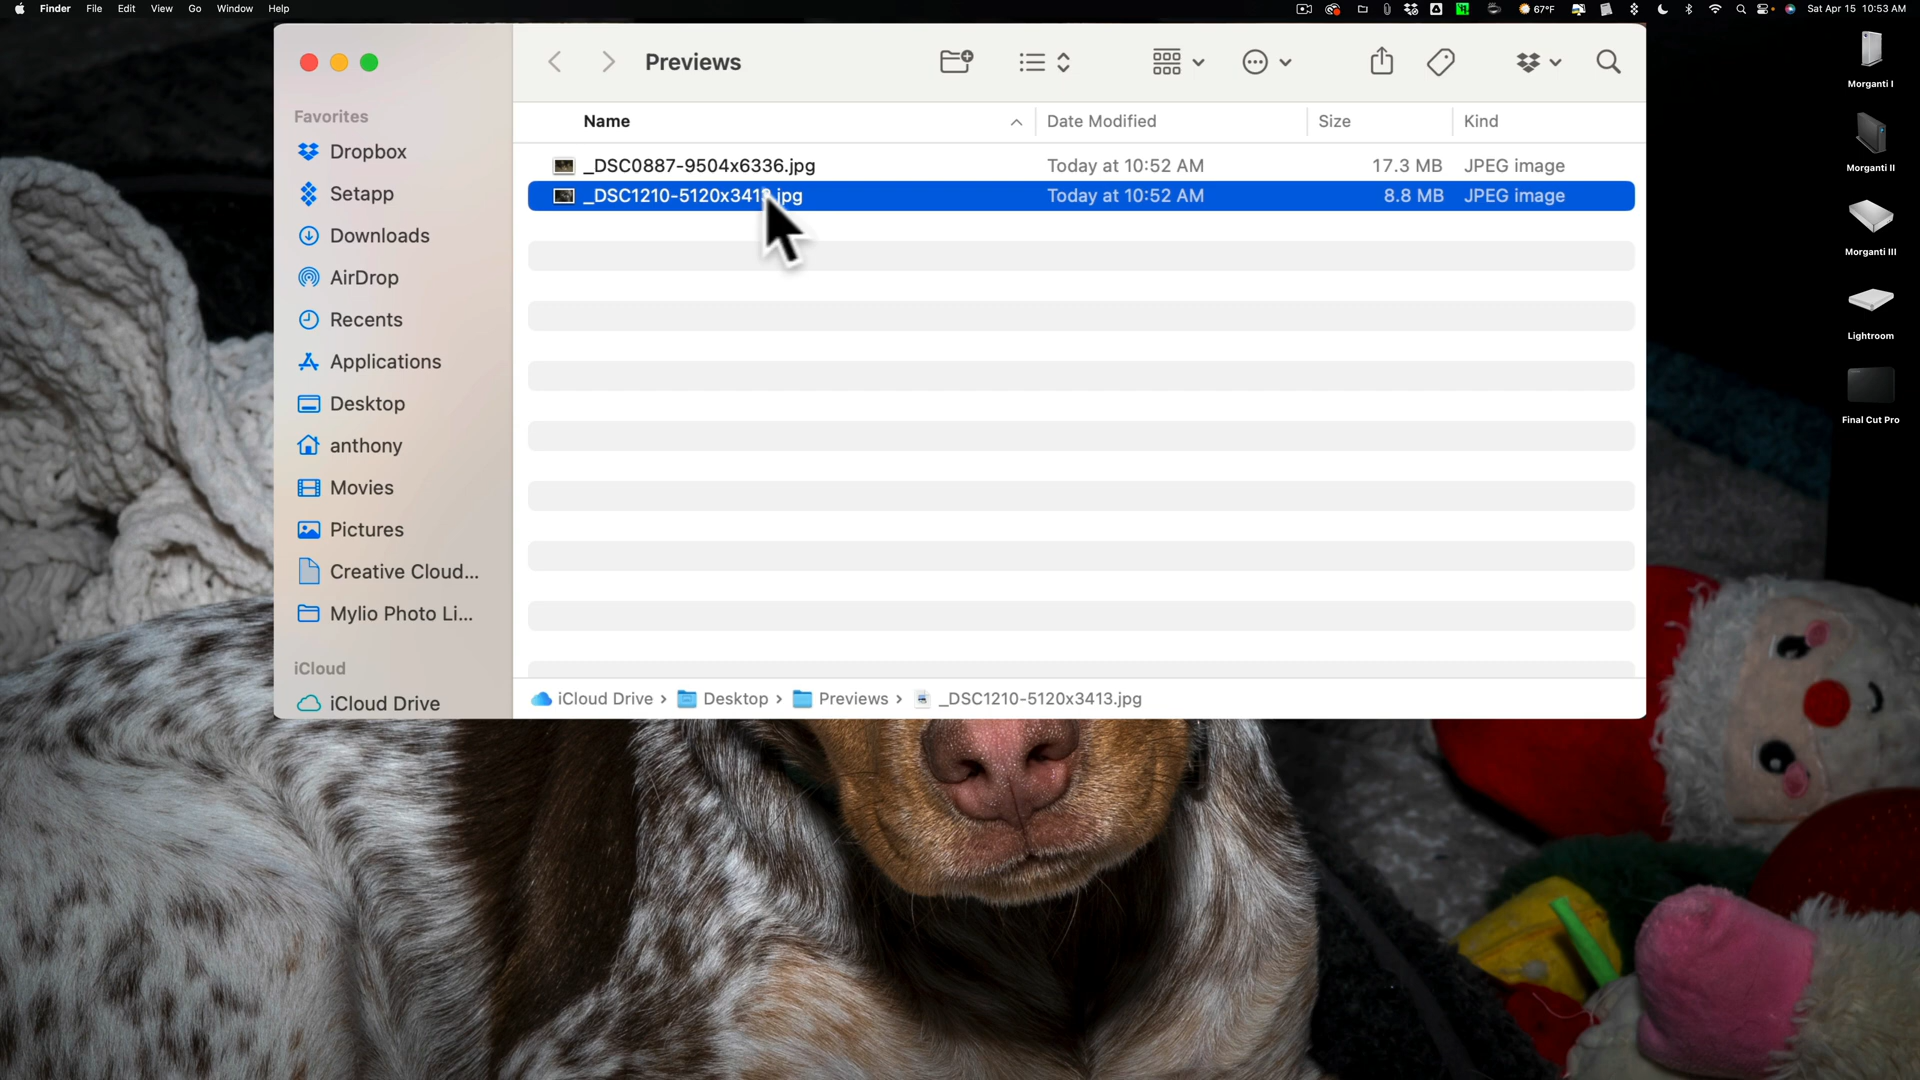 Finder File Edit View Go Window Help 67°F Sat Apr 15 10:53 AM
Previews
Favorites
Dropbox
Setapp
Downloads
AirDrop
Recents
Applications
Desktop
anthony
Movies
Pictures
Creative Cloud...
Mylio Photo Li...
iCloud
iCloud Drive
Name Date Modified Size Kind
_DSC0887-9504x6336.jpg Today at 10:52 AM 17.3 MB JPEG image
_DSC1210-5120x3413.jpg Today at 10:52 AM 8.8 MB JPEG image
iCloud Drive › Desktop › Previews › _DSC1210-5120x3413.jpg
Morganti I
Morganti II
Morganti III
Lightroom
Final Cut Pro